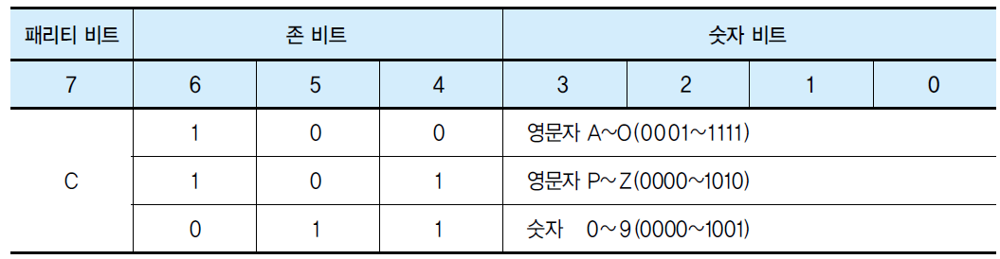 패리티 비트 존 비트 숫자 비트
7 6 5 4 3 2 1 0
1 0 0 영문자 A~O(0001~1111)
C 1 0 1 영문자 P~Z(0000~1010)
0 1 1 숫자 0~9(0000~1001)